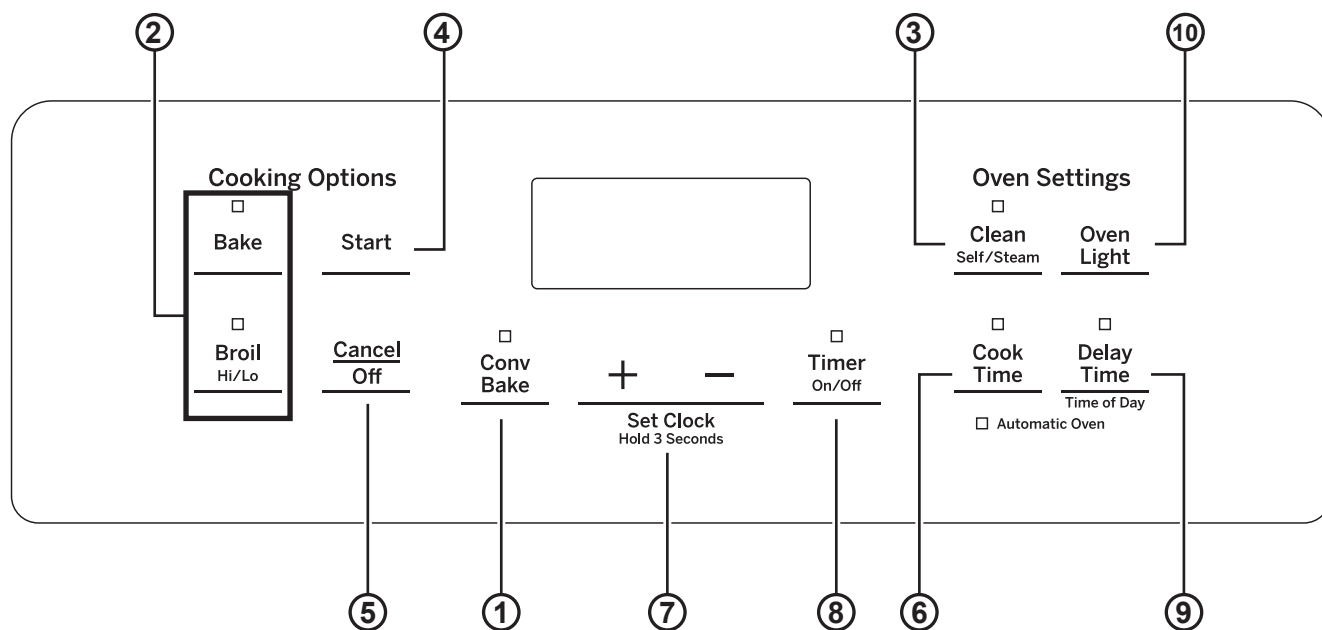 2
4
3
10
Cooking Options
Oven Settings
Bake
Start
Clean
Self/Steam
Oven
Light
Broil
Hi/Lo
Cancel
Off
Conv
Bake
+ −
Set Clock
Hold 3 Seconds
Timer
On/Off
Cook
Time
Delay
Time
Time of Day
Automatic Oven
5
1
7
8
6
9